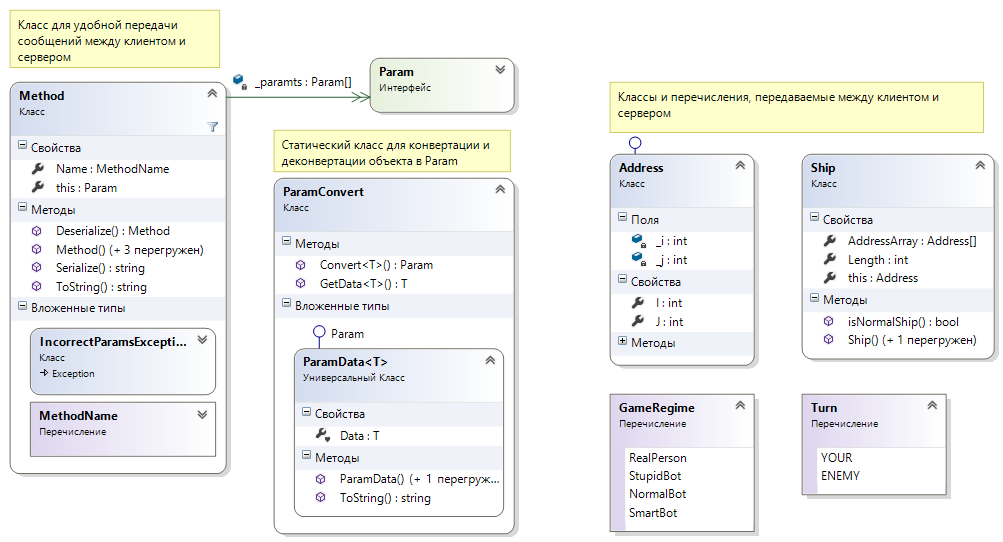 Класс для удобной передачи
сообщений между клиентом и
сервером
Method
Класс
Свойства
Name : MethodName
this : Param
Методы
Deserialize() : Method
Method() (+ 3 перегружен)
Serialize() : string
ToString() : string
Вложенные типы
IncorrectParamsExcepti...
Класс
Exception
MethodName
Перечисление
_paramts : Param[]
Param
Интерфейс
Статический класс для конвертации и
деконвертации объекта в Param
ParamConvert
Класс
Методы
Convert<T>() : Param
GetData<T>() : T
Вложенные типы
Param
ParamData<T>
Универсальный Класс
Свойства
Data : T
Методы
ParamData() (+ 1 перегруж...
ToString() : string
Классы и перечисления, передаваемые между клиентом и
сервером
Address
Класс
Поля
_i : int
_j : int
Свойства
I : int
J : int
Методы
Ship
Класс
Свойства
AddressArray : Address[]
Length : int
this : Address
Методы
isNormalShip() : bool
Ship() (+ 1 перегружен)
GameRegime
Перечисление
RealPerson
StupidBot
NormalBot
SmartBot
Turn
Перечисление
YOUR
ENEMY